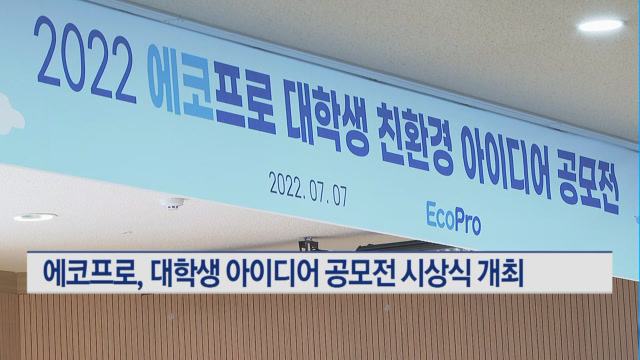 2022 에코프로 대학생 친환경 아이디어 공모전
2022. 07. 07
EcoPro
에코프로, 대학생 아이디어 공모전 시상식 개최